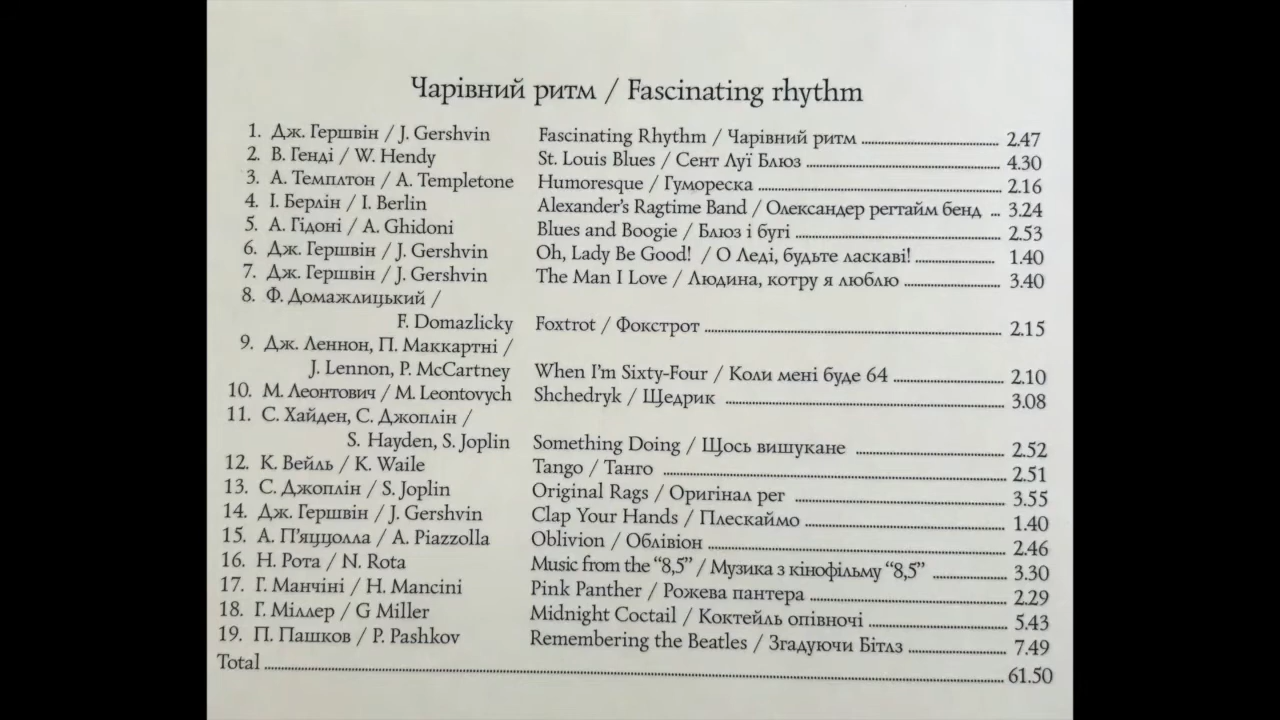 Чарівний ритм / Fascinating rhythm
1. Дж. Гершвін / J. Gershvin Fascinating Rhythm / Чарівний ритм 2.47
2. В. Генді / W. Hendy St. Louis Blues / Сент Луї Блюз 4.30
3. А. Темплтон / A. Templetone Humoresque / Гумореска 2.16
4. І. Берлін / I. Berlin Alexander's Ragtime Band / Олександер регтайм бенд ... 3.24
5. А. Гідоні / A. Ghidoni Blues and Boogie / Блюз і бугі 2.53
6. Дж. Гершвін / J. Gershvin Oh, Lady Be Good! / О Леді, будьте ласкаві! 1.40
7. Дж. Гершвін / J. Gershvin The Man I Love / Людина, котру я люблю 3.40
8. Ф. Домажлицький /
F. Domazlicky Foxtrot / Фокстрот 2.15
9. Дж. Леннон, П. Маккартні /
J. Lennon, P. McCartney When I'm Sixty-Four / Коли мені буде 64 2.10
10. М. Леонтович / M. Leontovych Shchedryk / Щедрик 3.08
11. С. Хайден, С. Джоплін /
S. Hayden, S. Joplin Something Doing / Щось вишукане 2.52
12. К. Вейль / K. Waile Tango / Танго 2.51
13. С. Джоплін / S. Joplin Original Rags / Оригінал рег 3.55
14. Дж. Гершвін / J. Gershvin Clap Your Hands / Плескаймо 1.40
15. А. П'яццолла / A. Piazzolla Oblivion / Облівіон 2.46
16. Н. Рота / N. Rota Music from the "8,5" / Музика з кінофільму "8,5" 3.30
17. Г. Манчіні / H. Mancini Pink Panther / Рожева пантера 2.29
18. Г. Міллер / G Miller Midnight Coctail / Коктейль опівночі 5.43
19. П. Пашков / P. Pashkov Remembering the Beatles / Згадуючи Бітлз 7.49
Total 61.50